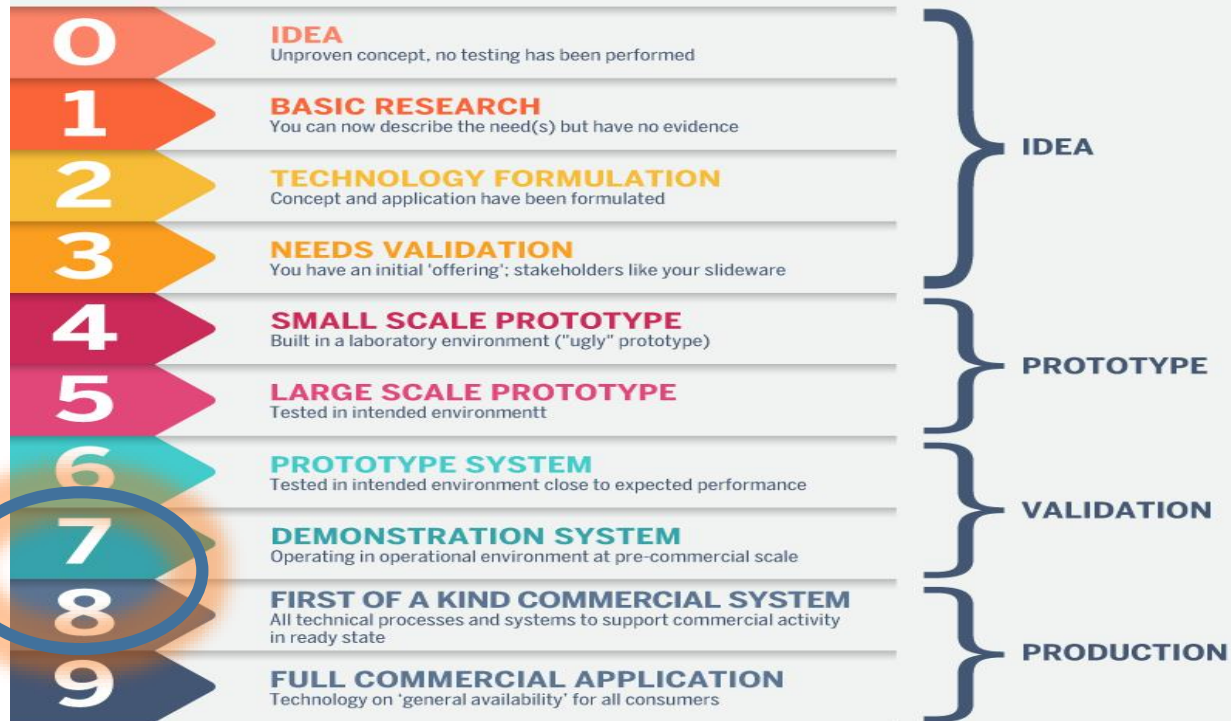 0
IDEA
Unproven concept, no testing has been performed
1
BASIC RESEARCH
You can now describe the need(s) but have no evidence
2
TECHNOLOGY FORMULATION
Concept and application have been formulated
3
NEEDS VALIDATION
You have an initial 'offering'; stakeholders like your slideware
IDEA
4
SMALL SCALE PROTOTYPE
Built in a laboratory environment ("ugly" prototype)
5
LARGE SCALE PROTOTYPE
Tested in intended environmentt
PROTOTYPE
6
PROTOTYPE SYSTEM
Tested in intended environment close to expected performance
7
DEMONSTRATION SYSTEM
Operating in operational environment at pre-commercial scale
VALIDATION
8
FIRST OF A KIND COMMERCIAL SYSTEM
All technical processes and systems to support commercial activity
in ready state
9
FULL COMMERCIAL APPLICATION
Technology on 'general availability' for all consumers
PRODUCTION